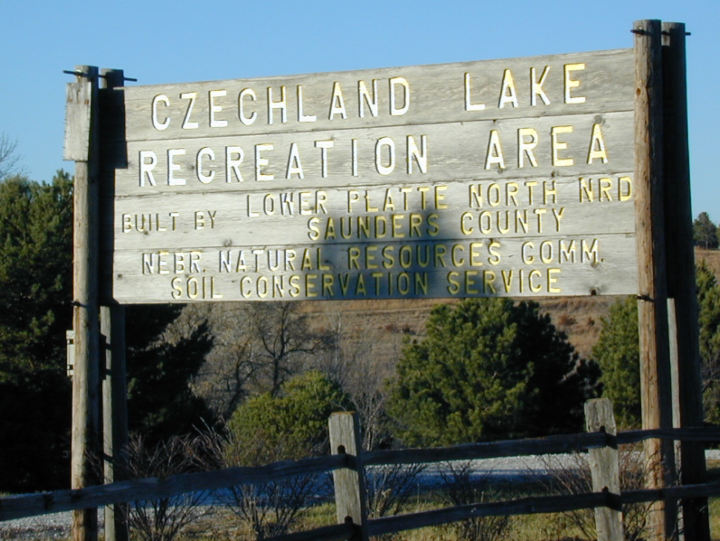 CZECHLAND LAKE
RECREATION AREA
BUILT BY LOWER PLATTE NORTH NRD
SAUNDERS COUNTY
NEBR. NATURAL RESOURCES COMM.
SOIL CONSERVATION SERVICE